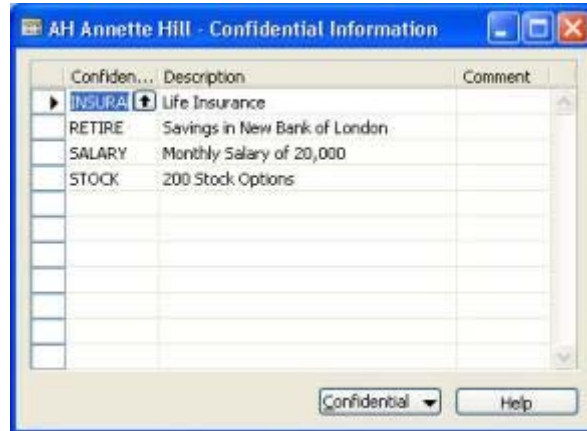 AH Annette Hill - Confidential Information
Confiden... Description Comment
INSURA Life Insurance
RETIRE Savings in New Bank of London
SALARY Monthly Salary of 20,000
STOCK 200 Stock Options
Confidential Help